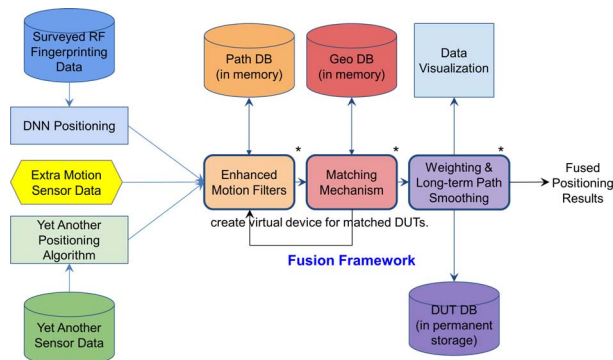 Surveyed RF
Fingerprinting
Data
Path DB
(in memory)
Geo DB
(in memory)
Data
Visualization
DNN Positioning
*
*
*
Extra Motion
Sensor Data
Enhanced
Motion Filters
Matching
Mechanism
Weighting &
Long-term Path
Smoothing
Fused
Positioning
Results
create virtual device for matched DUTs.
Yet Another
Positioning
Algorithm
Fusion Framework
Yet Another
Sensor Data
DUT DB
(in permanent
storage)